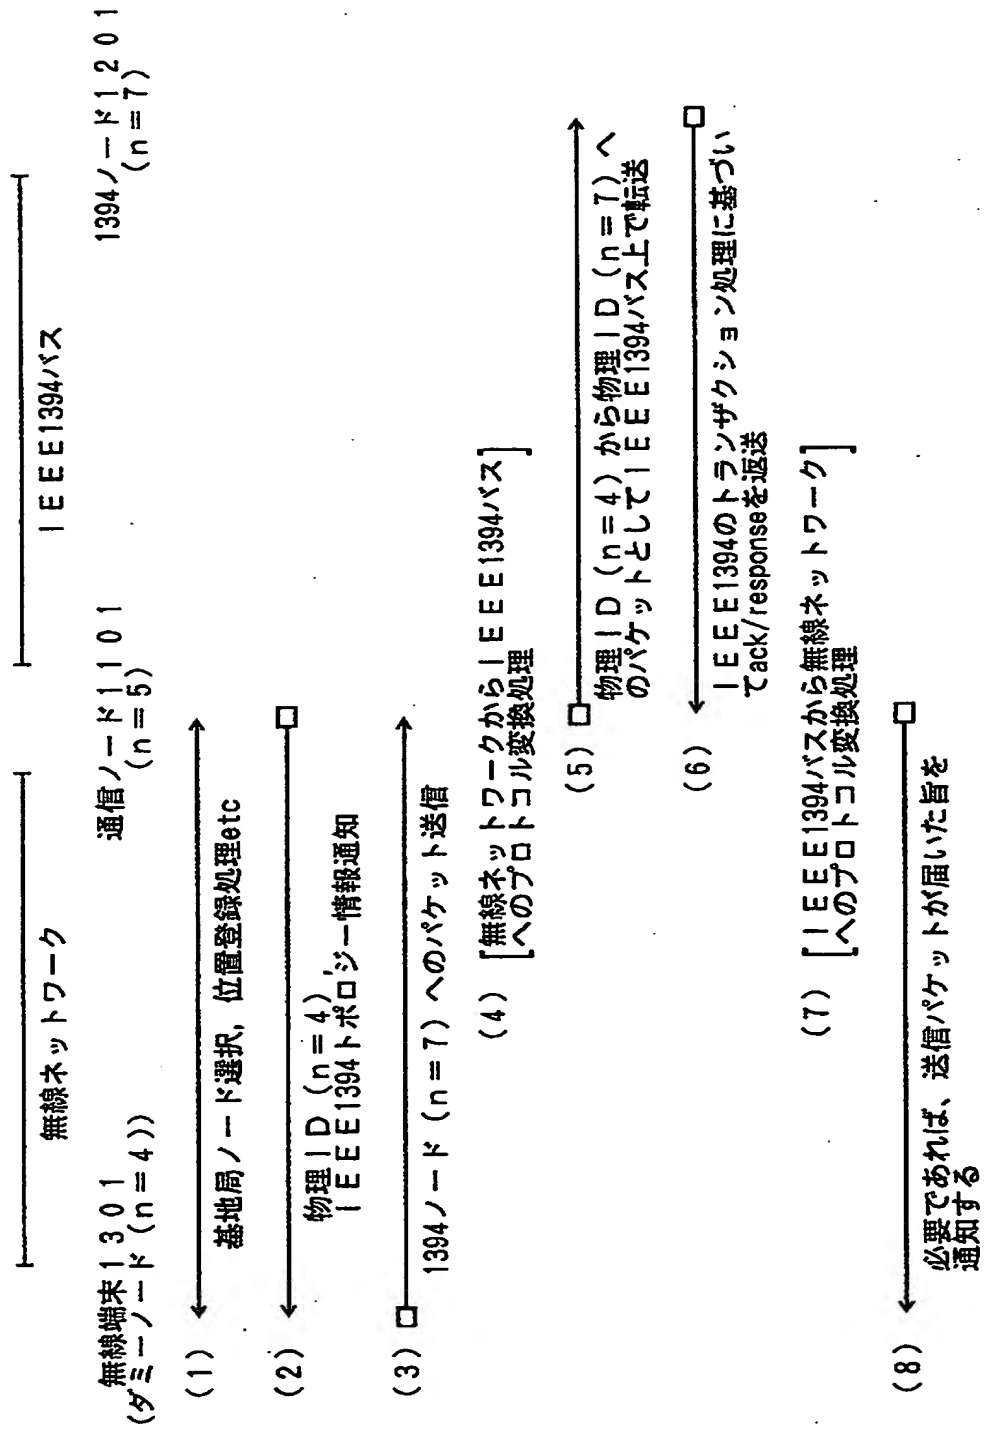 無線ネットワーク
IEEE1394バス
無線端末1301
(ダミーノード(n=4))
通信ノード1101
(n=5)
1394ノード1201
(n=7)
(1)
基地局ノード選択，位置登録処理etc
(2)
物理ID(n=4)，
IEEE1394トポロジー情報通知
(3)
1394ノード(n=7)へのパケット送信
(4)
[無線ネットワークからIEEE1394バス]
[へのプロトコル変換処理]
(5)
物理ID(n=4)から物理ID(n=7)へ
のパケットとしてIEEE1394バス上で転送
(6)
IEEE1394のトランザクション処理に基づい
てack/responseを返送
(7)
[IEEE1394バスから無線ネットワーク]
[へのプロトコル変換処理]
(8)
必要であれば、送信パケットが届いた旨を
通知する